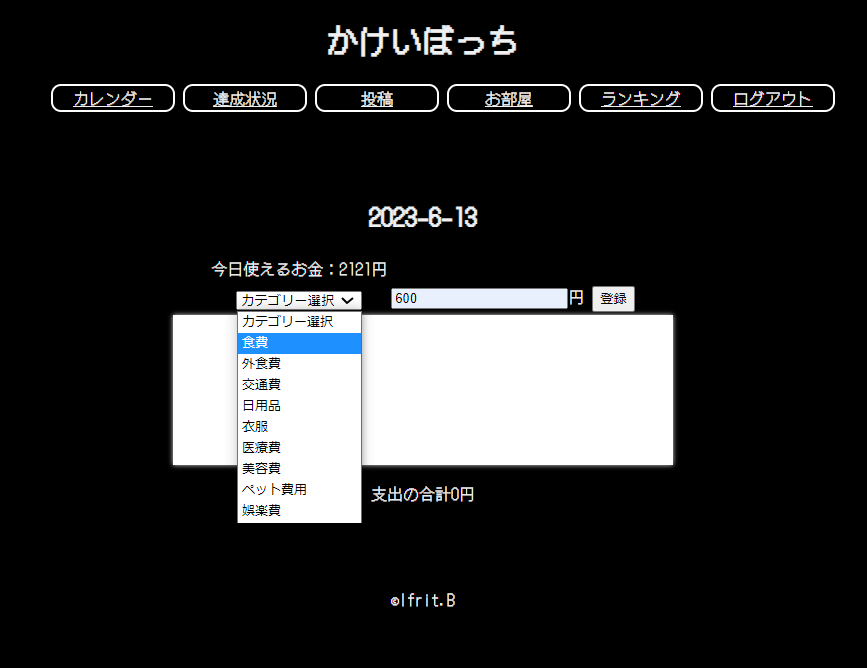 かけいぼっち
カレンダー 達成状況 投稿 お部屋 ランキング ログアウト
2023-6-13
今日使えるお金：2121円
カテゴリー選択 600 円 登録
カテゴリー選択
食費
外食費
交通費
日用品
衣服
医療費
美容費
ペット費用
娯楽費
支出の合計0円
©Ifrit.B